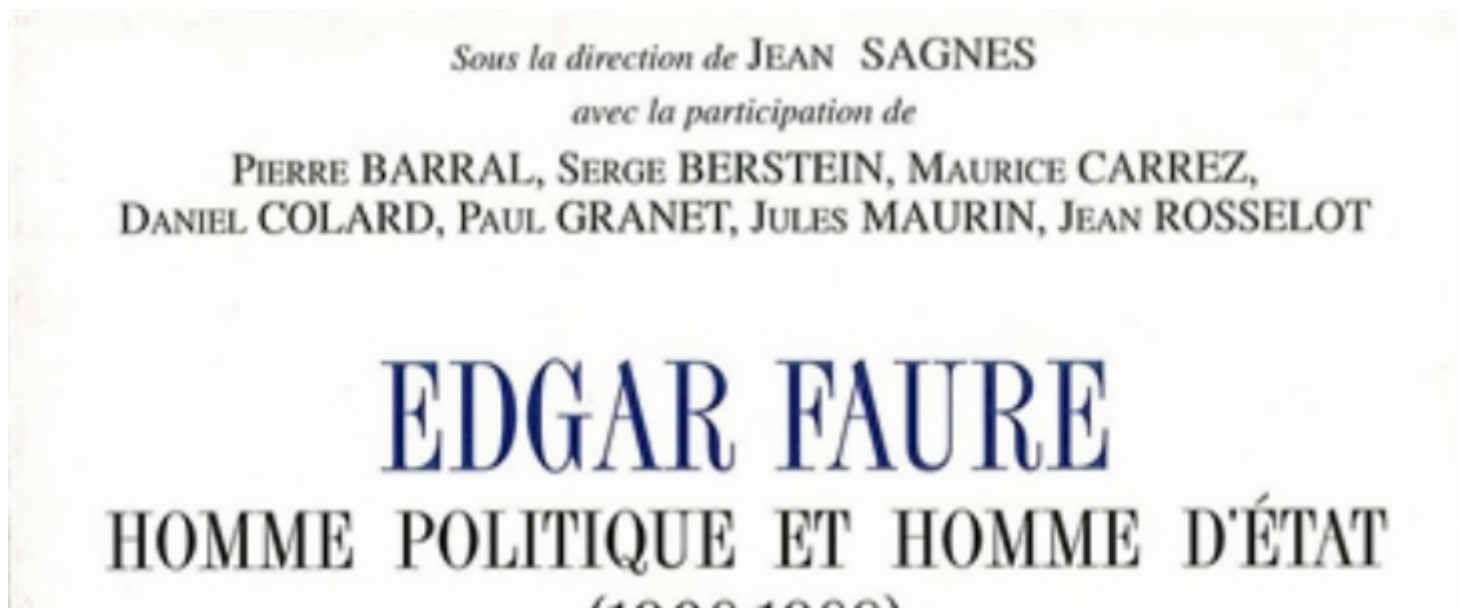 Sous la direction de JEAN SAGNES
avec la participation de
PIERRE BARRAL, SERGE BERSTEIN, MAURICE CARREZ,
DANIEL COLARD, PAUL GRANET, JULES MAURIN, JEAN ROSSELOT
EDGAR FAURE
HOMME POLITIQUE ET HOMME D'ÉTAT